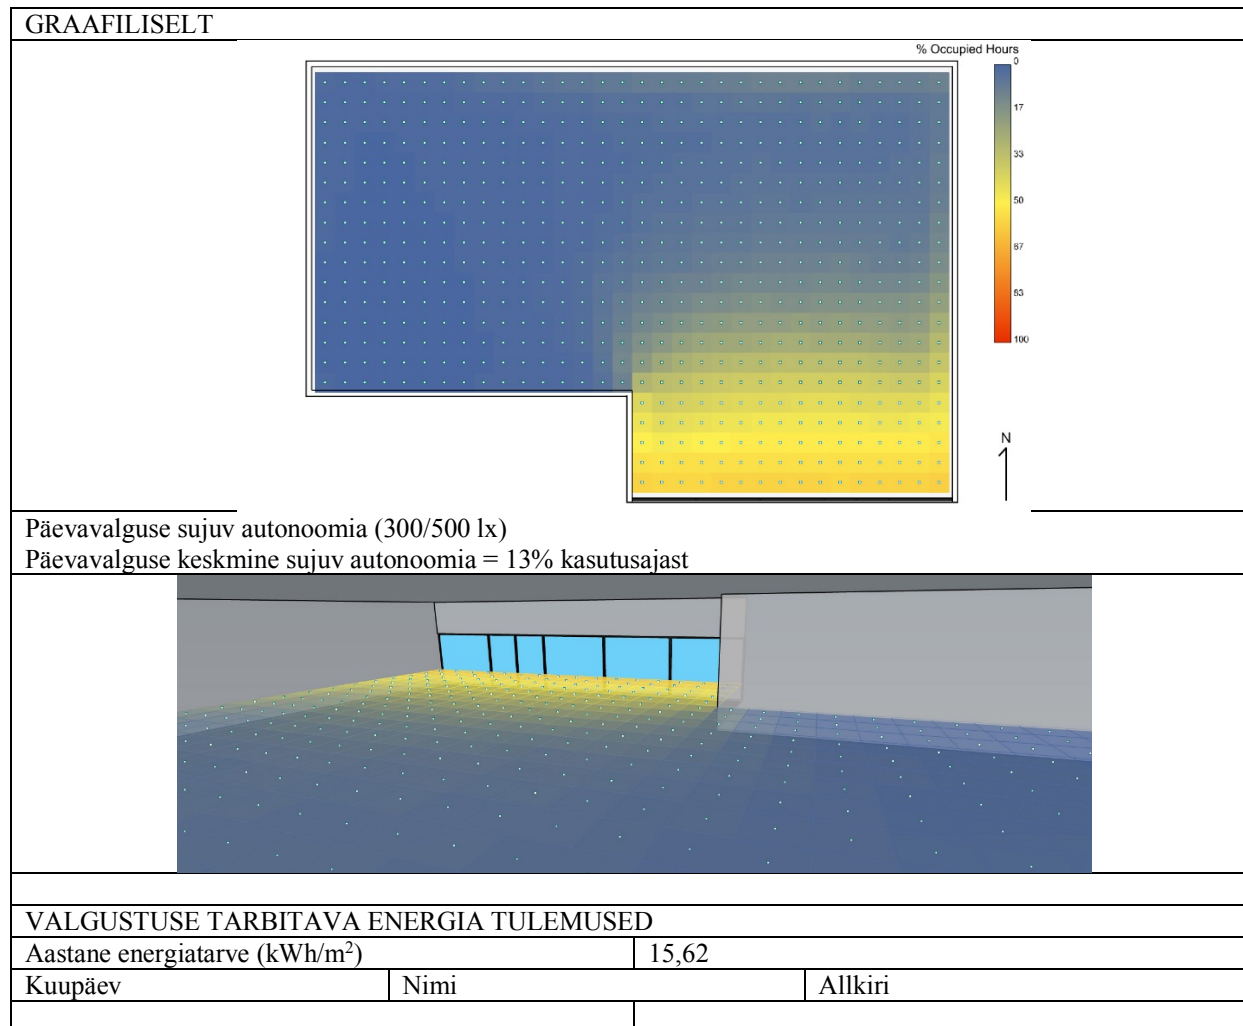 GRAAFILISELT
% Occupied Hours
0
17
33
50
67
83
100
N
Päevavalguse sujuv autonoomia (300/500 lx)
Päevavalguse keskmine sujuv autonoomia = 13% kasutusajast
VALGUSTUSE TARBITAVA ENERGIA TULEMUSED
Aastane energiatarve (kWh/m²) 15,62
Kuupäev Nimi Allkiri